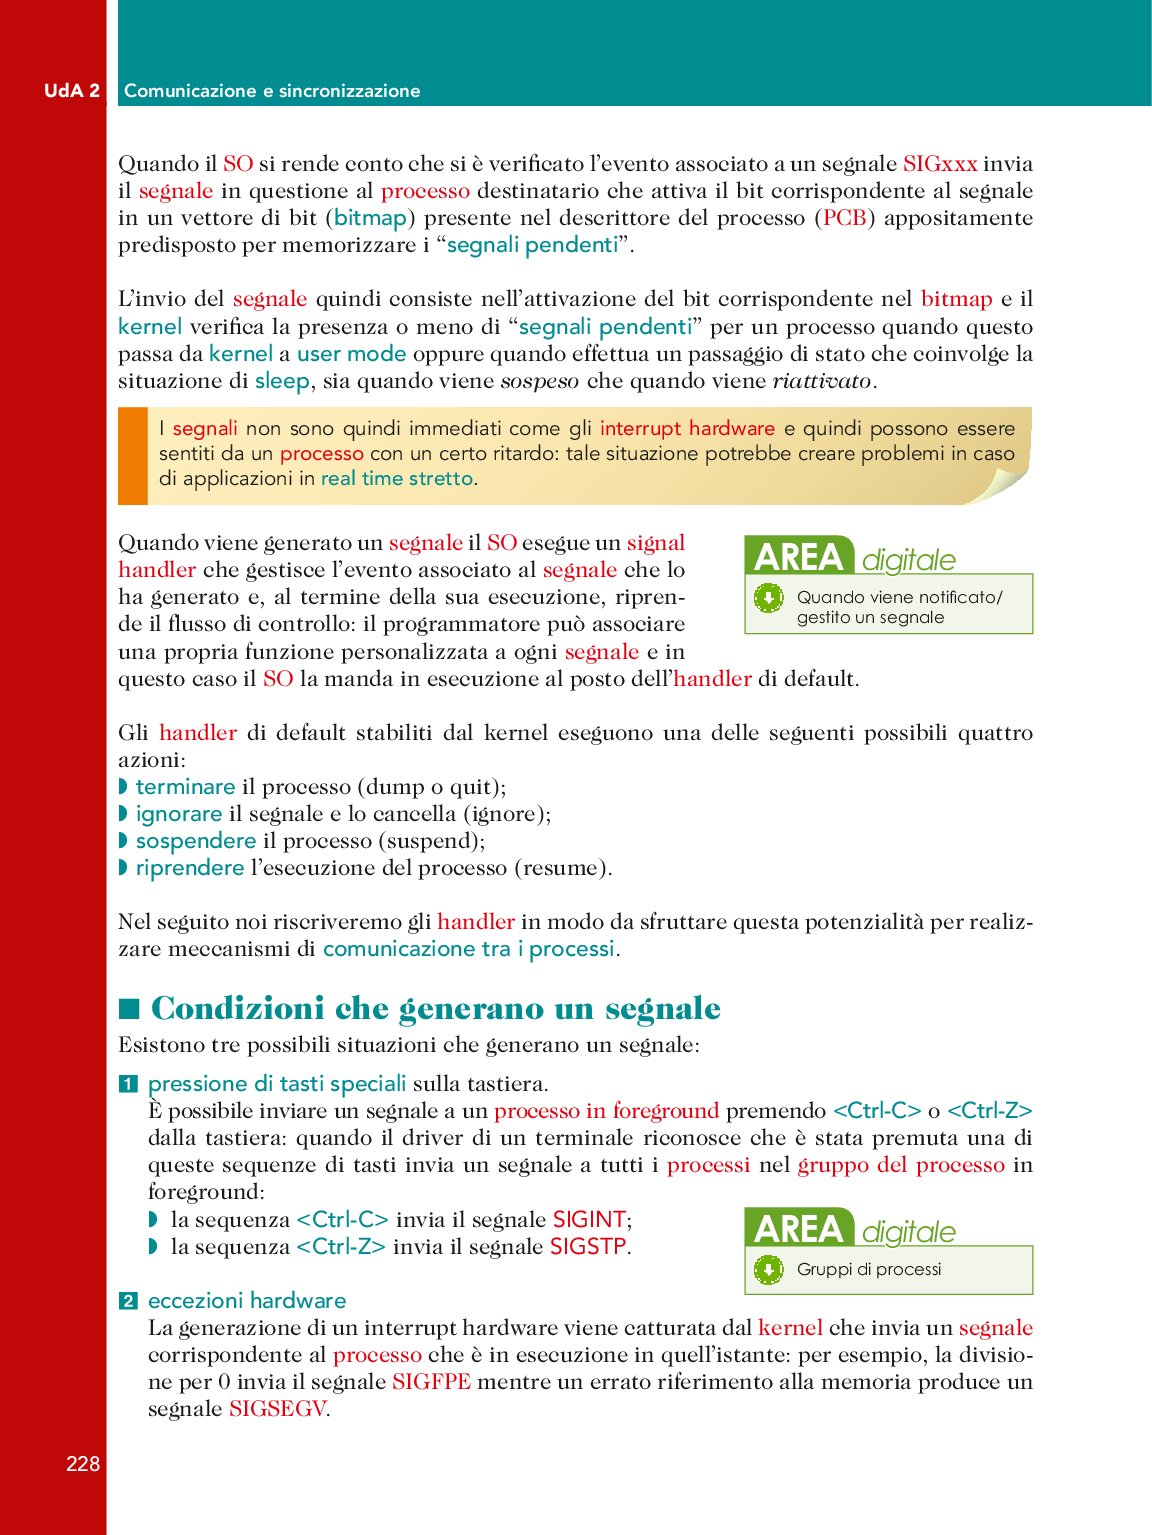 UdA 2 Comunicazione e sincronizzazione
Quando il SO si rende conto che si è verificato l'evento associato a un segnale SIGxxx invia
il segnale in questione al processo destinatario che attiva il bit corrispondente al segnale
in un vettore di bit (bitmap) presente nel descrittore del processo (PCB) appositamente
predisposto per memorizzare i “segnali pendenti”.
L'invio del segnale quindi consiste nell'attivazione del bit corrispondente nel bitmap e il
kernel verifica la presenza o meno di “segnali pendenti” per un processo quando questo
passa da kernel a user mode oppure quando effettua un passaggio di stato che coinvolge la
situazione di sleep, sia quando viene sospeso che quando viene riattivato.
I segnali non sono quindi immediati come gli interrupt hardware e quindi possono essere
sentiti da un processo con un certo ritardo: tale situazione potrebbe creare problemi in caso
di applicazioni in real time stretto.
Quando viene generato un segnale il SO esegue un signal
handler che gestisce l'evento associato al segnale che lo
ha generato e, al termine della sua esecuzione, ripren-
de il flusso di controllo: il programmatore può associare
una propria funzione personalizzata a ogni segnale e in
questo caso il SO la manda in esecuzione al posto dell'handler di default.
AREA digitale
Quando viene notificato/
gestito un segnale
Gli handler di default stabiliti dal kernel eseguono una delle seguenti possibili quattro
azioni:
◗ terminare il processo (dump o quit);
◗ ignorare il segnale e lo cancella (ignore);
◗ sospendere il processo (suspend);
◗ riprendere l'esecuzione del processo (resume).
Nel seguito noi riscriveremo gli handler in modo da sfruttare questa potenzialità per realiz-
zare meccanismi di comunicazione tra i processi.
■ Condizioni che generano un segnale
Esistono tre possibili situazioni che generano un segnale:
1 pressione di tasti speciali sulla tastiera.
È possibile inviare un segnale a un processo in foreground premendo <Ctrl-C> o <Ctrl-Z>
dalla tastiera: quando il driver di un terminale riconosce che è stata premuta una di
queste sequenze di tasti invia un segnale a tutti i processi nel gruppo del processo in
foreground:
◗ la sequenza <Ctrl-C> invia il segnale SIGINT;
◗ la sequenza <Ctrl-Z> invia il segnale SIGSTP.
AREA digitale
Gruppi di processi
2 eccezioni hardware
La generazione di un interrupt hardware viene catturata dal kernel che invia un segnale
corrispondente al processo che è in esecuzione in quell'istante: per esempio, la divisio-
ne per 0 invia il segnale SIGFPE mentre un errato riferimento alla memoria produce un
segnale SIGSEGV.
228